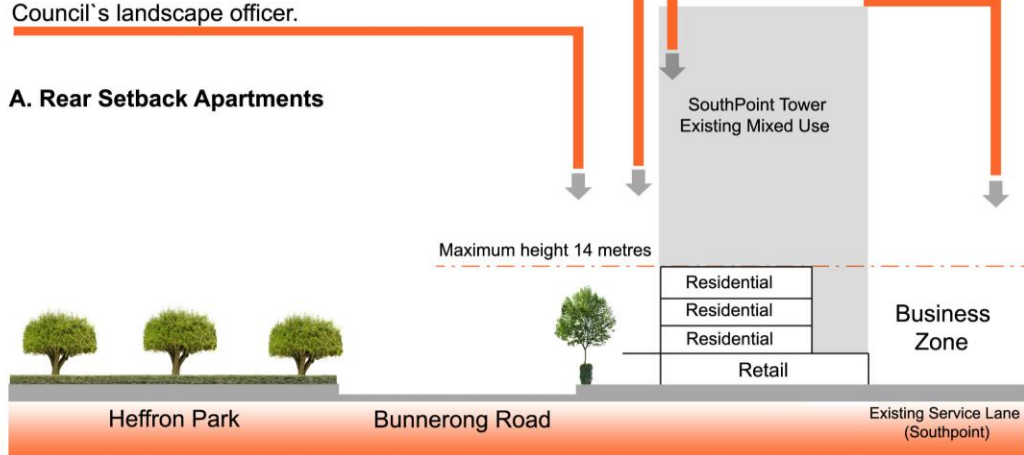 Council`s landscape officer.
A. Rear Setback Apartments
SouthPoint Tower
Existing Mixed Use
Maximum height 14 metres
Residential
Residential
Residential
Retail
Business
Zone
Heffron Park
Bunnerong Road
Existing Service Lane
(Southpoint)